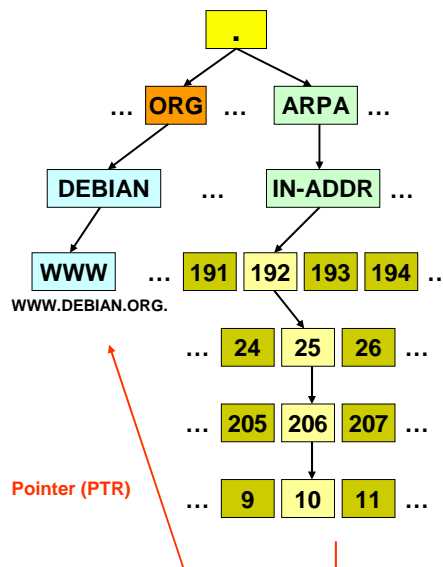 .
... ORG ... ARPA ...
DEBIAN ... IN-ADDR ...
WWW ... 191 192 193 194 ..
WWW.DEBIAN.ORG.
... 24 25 26 ...
... 205 206 207 ...
Pointer (PTR)
... 9 10 11 ...